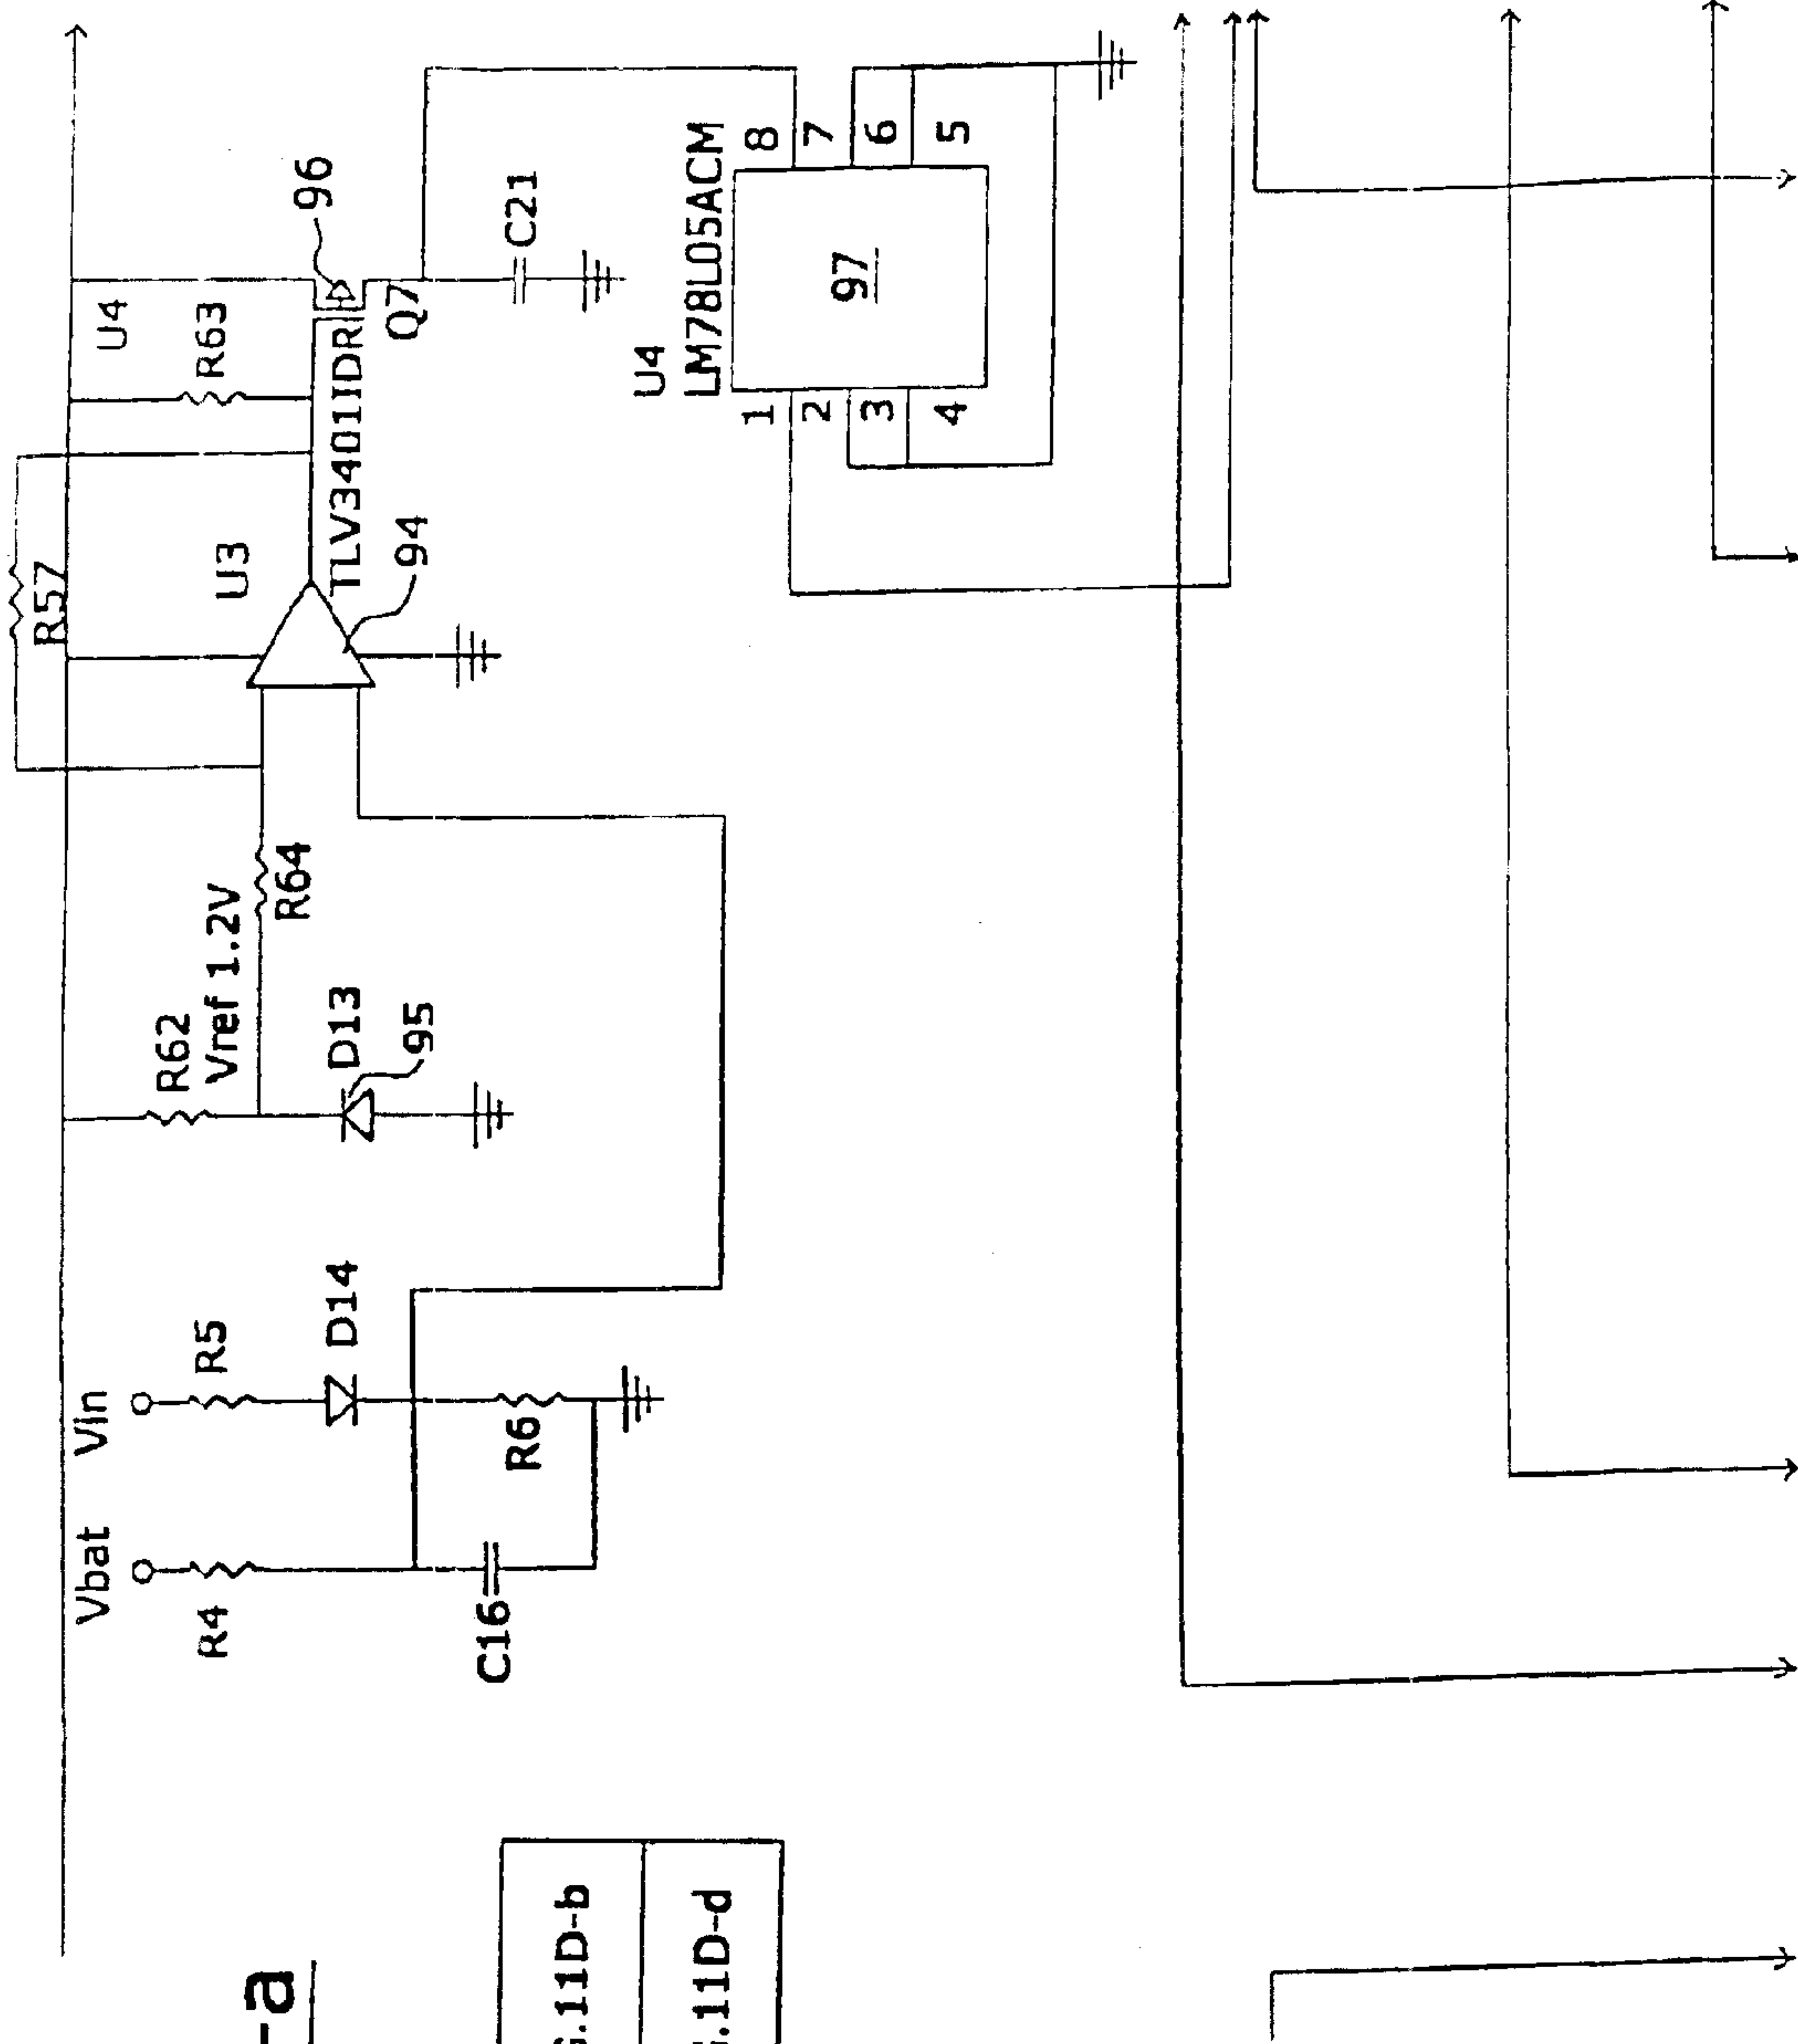 -a
.11D-b
.11D-d
Vbat
Vin
R4
R5
D14
C16
R6
R62
Vref 1.2V
D13
95
R64
R57
U3
TLV3401IDR
94
R63
U4
96
Q7
C21
U4
LM78L05ACM
97
1
2
3
4
8
7
6
5